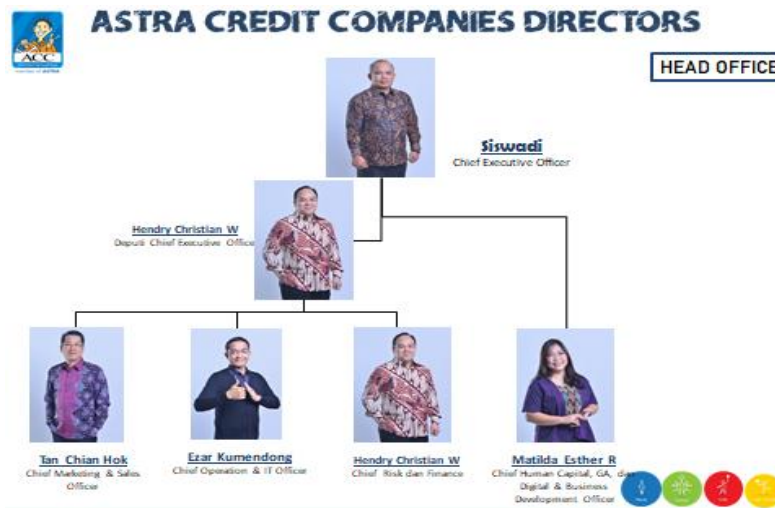 ASTRA CREDIT COMPANIES DIRECTORS
ACC
HEAD OFFICE
Siswadi
Chief Executive Officer
Hendry Christian W
Deputi Chief Executive Office
Tan Chian Hok
Chief Marketing & Sales
Officer
Ezar Kumendong
Chief Operation & IT Officer
Hendry Christian W
Chief Risk dan Finance
Matilda Esther R
Chief Human Capital, GA, da
Digital & Business
Development Officer